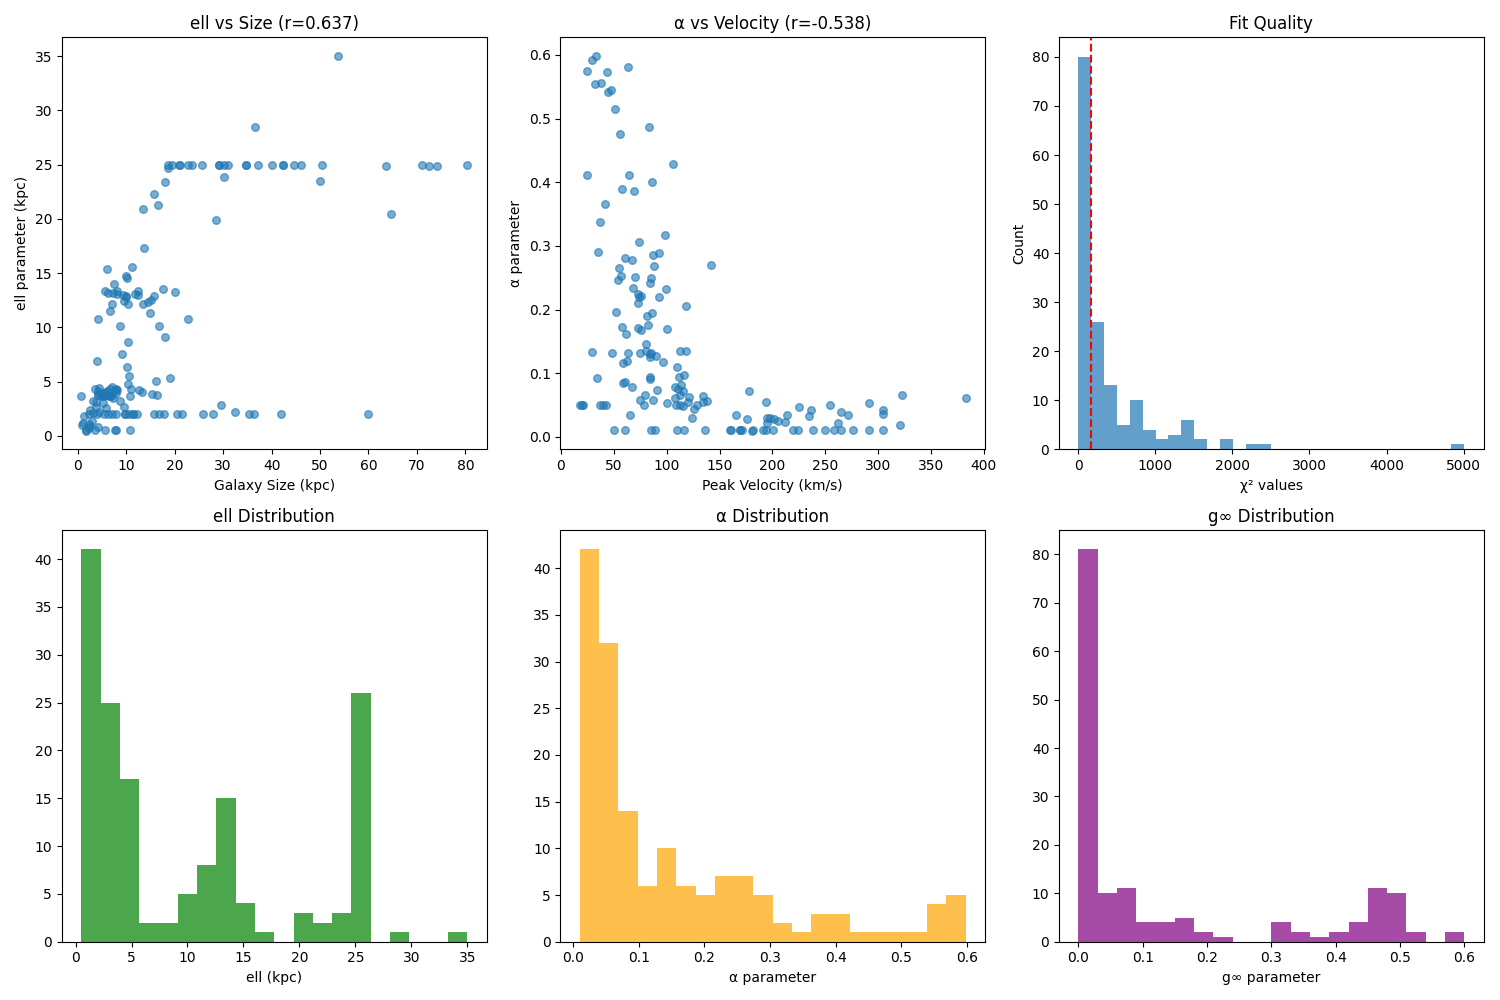 ell vs Size (r=0.637)
ell parameter (kpc)
35
30
25
20
15
10
5
0
0 10 20 30 40 50 60 70 80
Galaxy Size (kpc)
α vs Velocity (r=-0.538)
α parameter
0.6
0.5
0.4
0.3
0.2
0.1
0.0
0 50 100 150 200 250 300 350 400
Peak Velocity (km/s)
Fit Quality
Count
80
70
60
50
40
30
20
10
0
0 1000 2000 3000 4000 5000
χ² values
ell Distribution
40
35
30
25
20
15
10
5
0
0 5 10 15 20 25 30 35
ell (kpc)
α Distribution
40
35
30
25
20
15
10
5
0
0.0 0.1 0.2 0.3 0.4 0.5 0.6
α parameter
g∞ Distribution
80
70
60
50
40
30
20
10
0
0.0 0.1 0.2 0.3 0.4 0.5 0.6
g∞ parameter